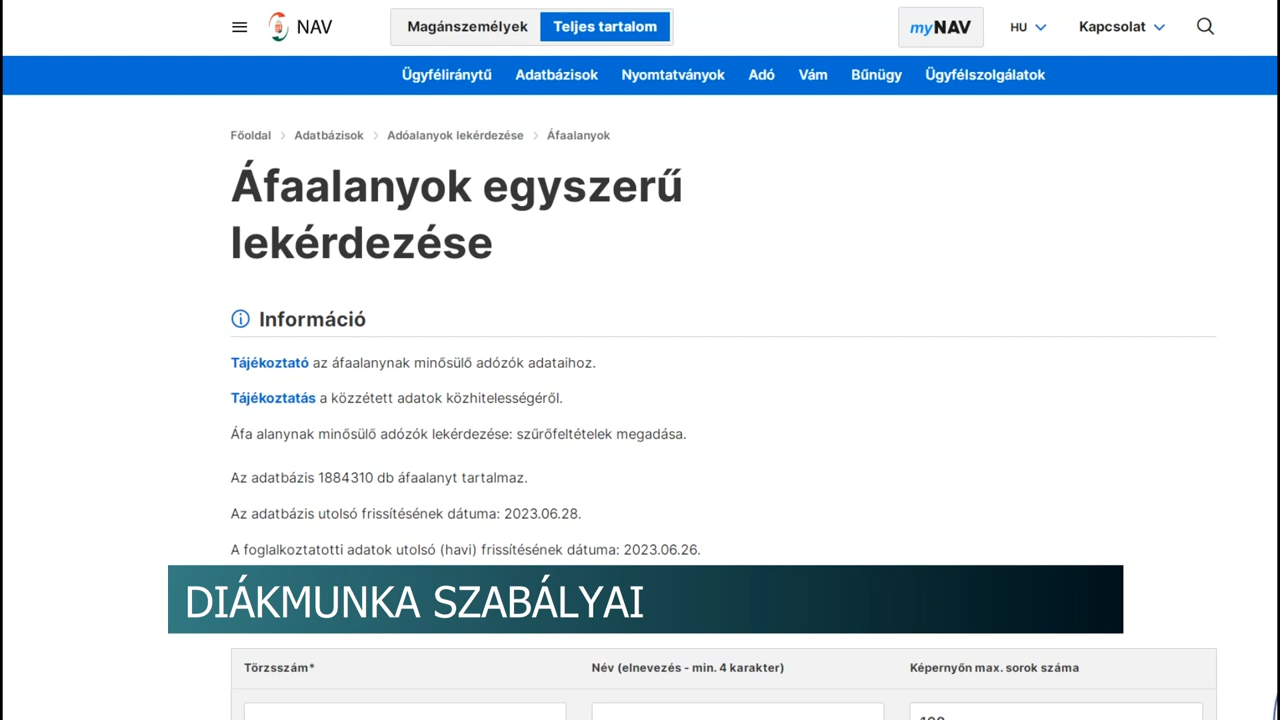 NAV
Magánszemélyek Teljes tartalom
myNAV
HU
Kapcsolat
Ügyféliránytű Adatbázisok Nyomtatványok Adó Vám Bűnügy Ügyfélszolgálatok
Főoldal Adatbázisok Adóalanyok lekérdezése Áfaalanyok
Áfaalanyok egyszerű
lekérdezése
Információ
Tájékoztató az áfaalanynak minősülő adózók adataihoz.
Tájékoztatás a közzétett adatok közhitelességéről.
Áfa alanynak minősülő adózók lekérdezése: szűrőfeltételek megadása.
Az adatbázis 1884310 db áfaalanyt tartalmaz.
Az adatbázis utolsó frissítésének dátuma: 2023.06.28.
A foglalkoztatotti adatok utolsó (havi) frissítésének dátuma: 2023.06.26.
DIÁKMUNKA SZABÁLYAI
Törzsszám* Név (elnevezés - min. 4 karakter) Képernyőn max. sorok száma